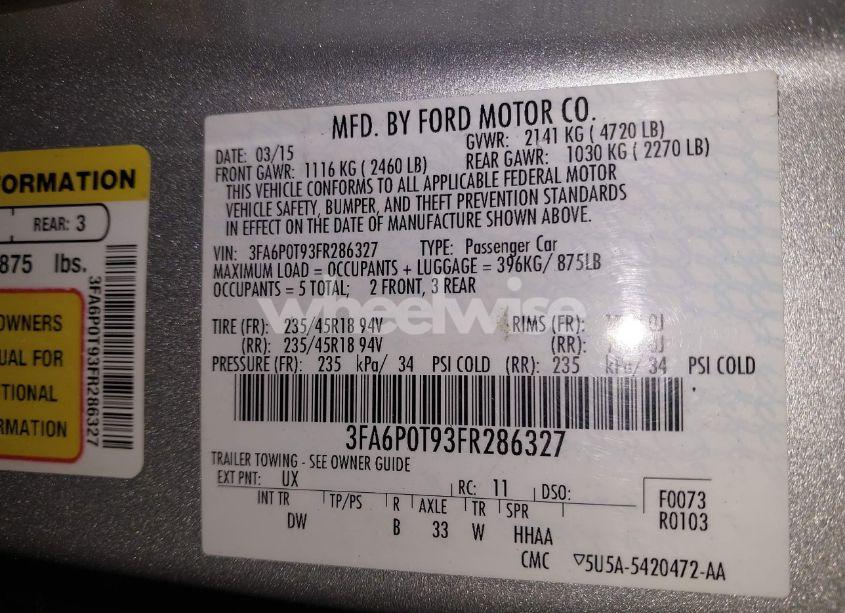 FORMATION
REAR: 3
875 lbs.
OWNERS
UAL FOR
TIONAL
RMATION
3FA6P0T93FR286327
MFD. BY FORD MOTOR CO.
DATE: 03/15 GVWR: 2141 KG ( 4720 LB)
FRONT GAWR: 1116 KG ( 2460 LB) REAR GAWR: 1030 KG ( 2270 LB)
THIS VEHICLE CONFORMS TO ALL APPLICABLE FEDERAL MOTOR
VEHICLE SAFETY, BUMPER, AND THEFT PREVENTION STANDARDS
IN EFFECT ON THE DATE OF MANUFACTURE SHOWN ABOVE.
VIN: 3FA6P0T93FR286327 TYPE: Passenger Car
MAXIMUM LOAD = OCCUPANTS + LUGGAGE = 396KG/ 875LB
OCCUPANTS = 5 TOTAL; 2 FRONT, 3 REAR
wheelwise
TIRE (FR): 235/45R18 94V RIMS (FR):
(RR): 235/45R18 94V (RR):
PRESSURE (FR): 235 kPa/ 34 PSI COLD (RR): 235 kPa/ 34 PSI COLD
3FA6P0T93FR286327
TRAILER TOWING - SEE OWNER GUIDE
EXT PNT: UX RC: 11 DSO:
INT TR TP/PS R AXLE TR SPR
DW B 33 W HHAA
F0073
R0103
CMC ▽5U5A-5420472-AA